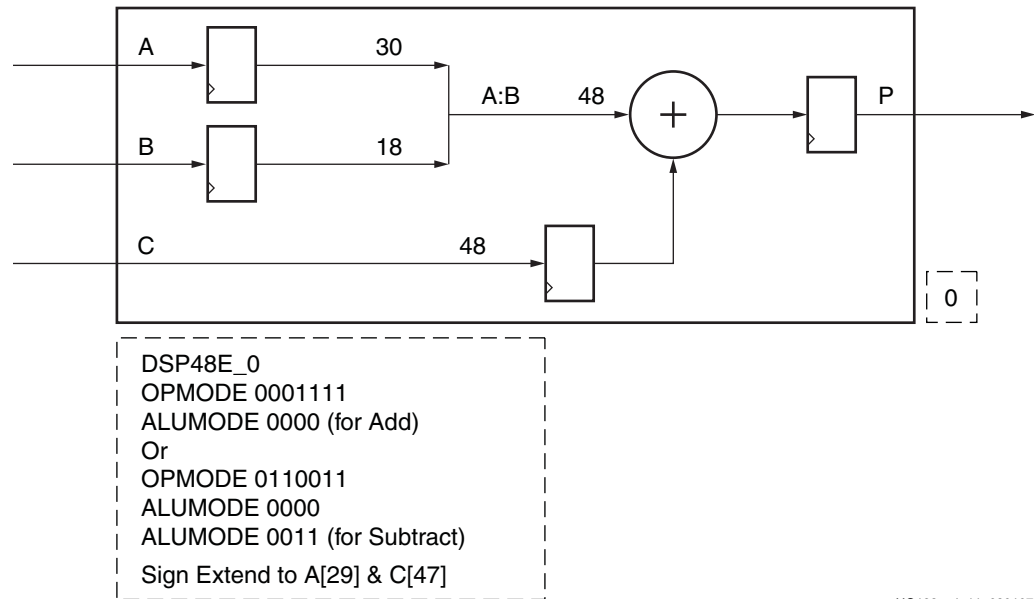 A 30
A:B 48
P
B 18
C 48
0
DSP48E_0
OPMODE 0001111
ALUMODE 0000 (for Add)
Or
OPMODE 0110011
ALUMODE 0000
ALUMODE 0011 (for Subtract)
Sign Extend to A[29] & C[47]